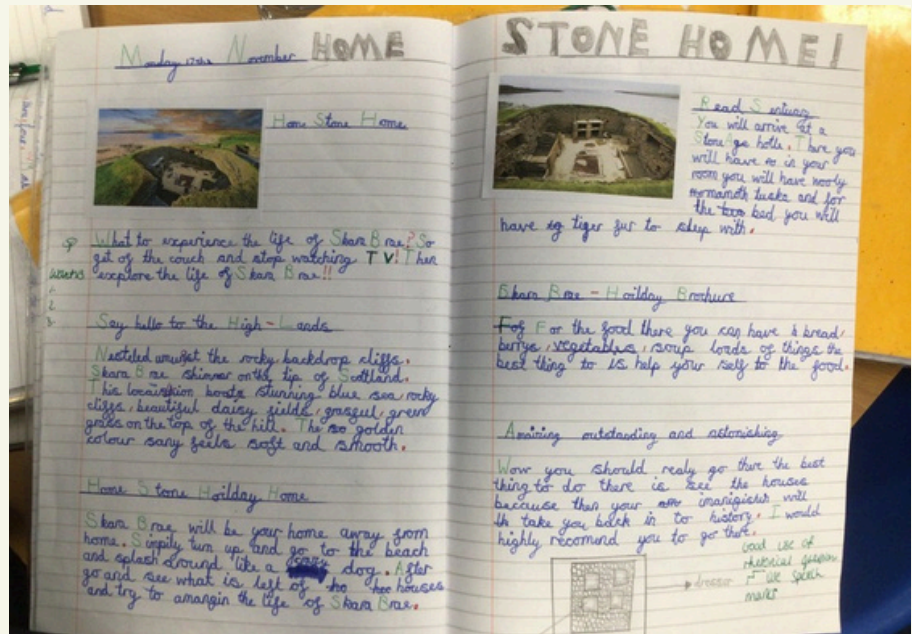 Monday 17th November HOME
Home Stone Home
What to experience the life of Skara Brae? So
get of the couch and stop watching TV! Then
explore the life of Skara Brae!!
Say hello to the High-Lands
Nesteled the rocky backdrop cliffs.
Skara Brae shimmer on the tip of Scottland.
This boasts stunning blue sea, rocky
cliffs, beautiful daisy fields, green
grass on the top of the hill. The so golden
colour sany feels soft and smooth.
Home Stone Hoilday Home
Skara Brae will be your home away from
home. Simpily turn up and go to the beach
and splash around like a dog. After
go and see what is left of houses
and try to amangin the life of Skara Brae.
STONE HOME!
Read
You will arrive at a
Stone Age hotle. There you
will have in your
room you will have wooly
mamoth tusks and for
the bed you will
have tiger fur to sleep with.
Skara Brae - Hoilday Brochure
For the food there you can have bread,
berrys, vegetables, soup loads of things the
best thing to is help your self to the food.
Amazing outstanding and astonishing
Wow you should realy go there the best
thing to do there is see the houses
because then your will
take you back in to history. I would
highly recomend you to go there.
Good use of
rhetorical question
use speech
marks
dresser